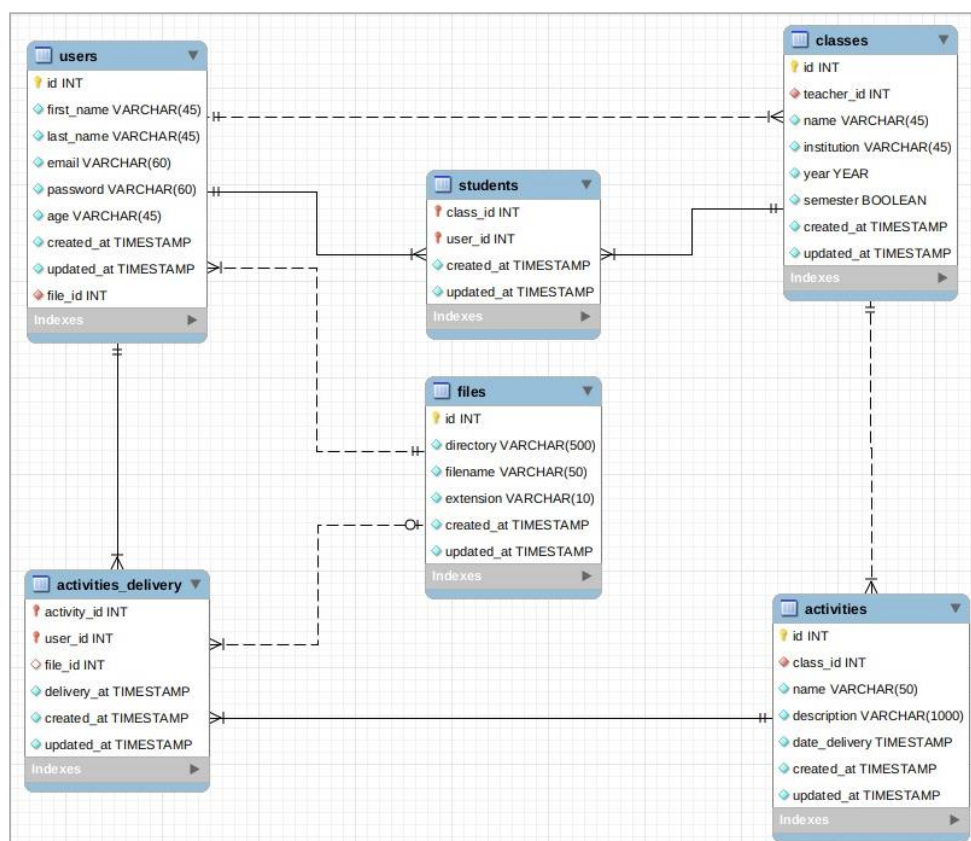 users
id INT
first_name VARCHAR(45)
last_name VARCHAR(45)
email VARCHAR(60)
password VARCHAR(60)
age VARCHAR(45)
created_at TIMESTAMP
updated_at TIMESTAMP
file_id INT
Indexes
classes
id INT
teacher_id INT
name VARCHAR(45)
institution VARCHAR(45)
year YEAR
semester BOOLEAN
created_at TIMESTAMP
updated_at TIMESTAMP
Indexes
students
class_id INT
user_id INT
created_at TIMESTAMP
updated_at TIMESTAMP
Indexes
files
id INT
directory VARCHAR(500)
filename VARCHAR(50)
extension VARCHAR(10)
created_at TIMESTAMP
updated_at TIMESTAMP
Indexes
activities_delivery
activity_id INT
user_id INT
file_id INT
delivery_at TIMESTAMP
created_at TIMESTAMP
updated_at TIMESTAMP
Indexes
activities
id INT
class_id INT
name VARCHAR(50)
description VARCHAR(1000)
date_delivery TIMESTAMP
created_at TIMESTAMP
updated_at TIMESTAMP
Indexes